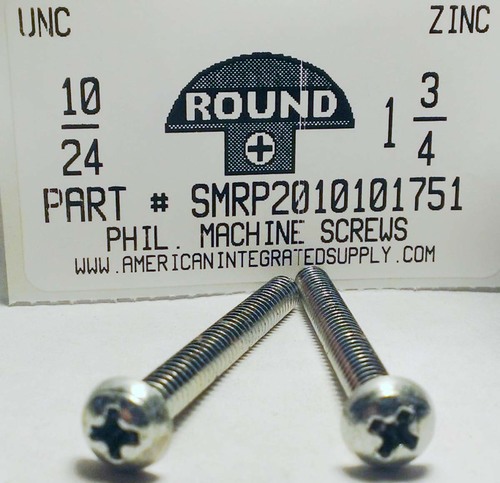 UNC ZINC
10/24 ROUND 1 3/4
PART # SMRP2010101751
PHIL. MACHINE SCREWS
WWW.AMERICANINTEGRATEDSUPPLY.COM